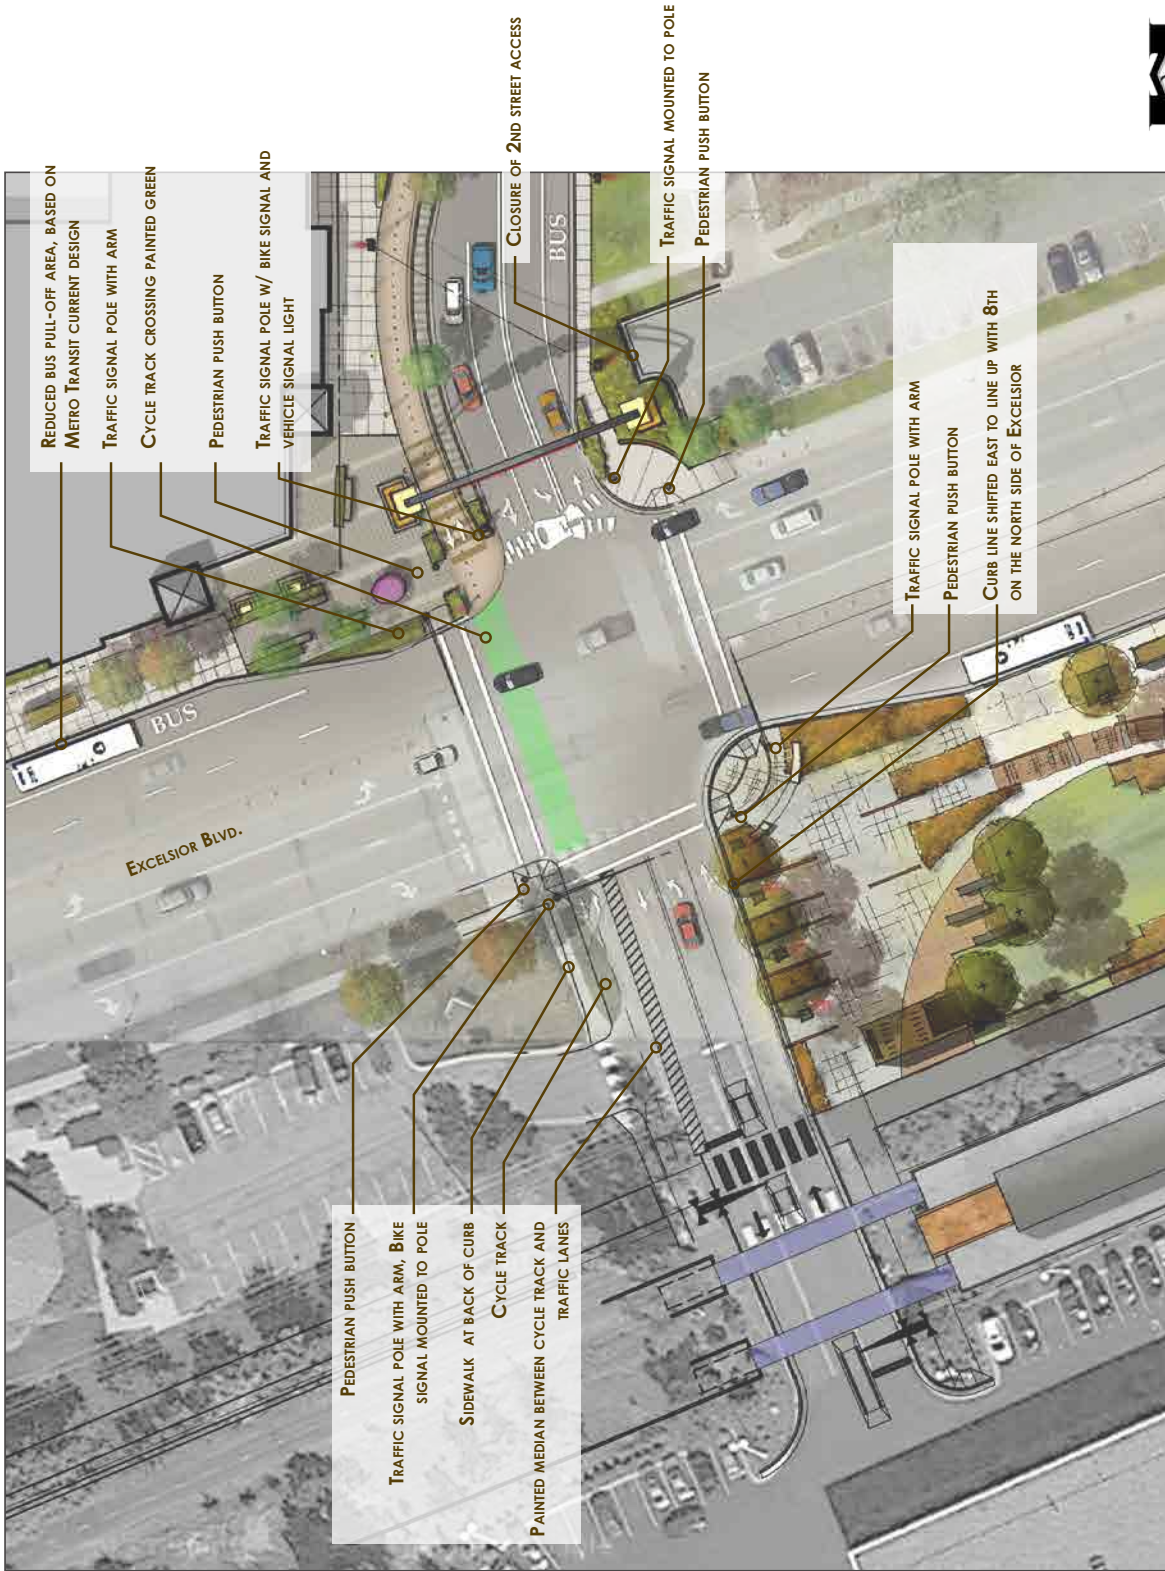 Reduced bus pull-off area, based on
Metro Transit current design
Traffic signal pole with arm
Cycle track crossing painted green
Pedestrian push button
Traffic signal pole w/ bike signal and
vehicle signal light
Closure of 2nd street access
Traffic signal mounted to pole
Pedestrian push button
BUS
BUS
Excelsior Blvd.
Traffic signal pole with arm
Pedestrian push button
Curb line shifted east to line up with 8th
on the north side of Excelsior
Pedestrian push button
Traffic signal pole with arm, Bike
signal mounted to pole
Sidewalk at back of curb
Cycle track
Painted median between cycle track and
traffic lanes